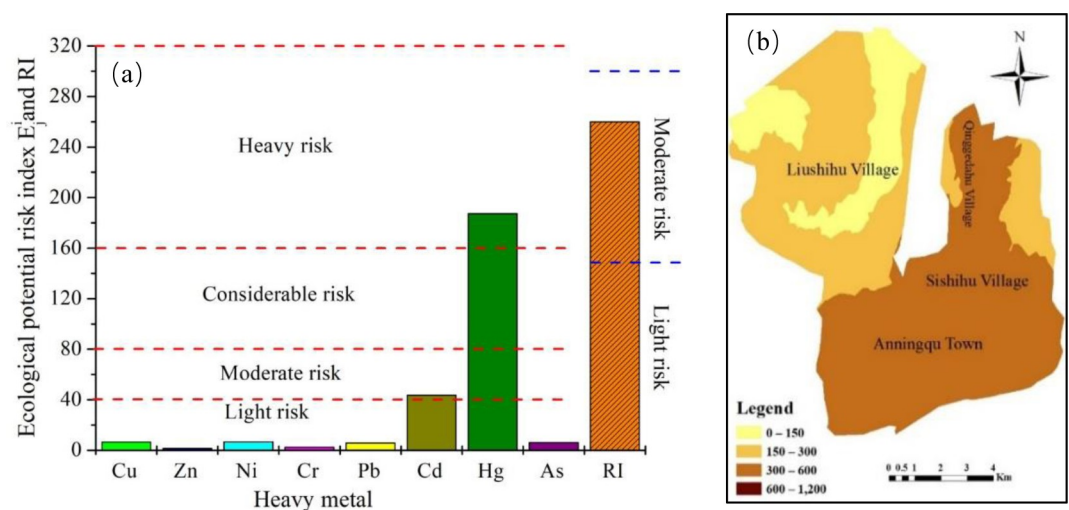 Ecological potential risk index E
i
j
and RI
320
280
240
200
160
120
80
40
0
(a)
Heavy risk
Considerable risk
Moderate risk
Light risk
Moderate risk
Light risk
Cu Zn Ni Cr Pb Cd Hg As RI
Heavy metal
(b)
N
Liushihu Village
Qinggedahu Village
Sishihu Village
Anningqu Town
Legend
0 – 150
150 – 300
300 – 600
600 – 1,200
0 0.5 1 2 3 4
Km